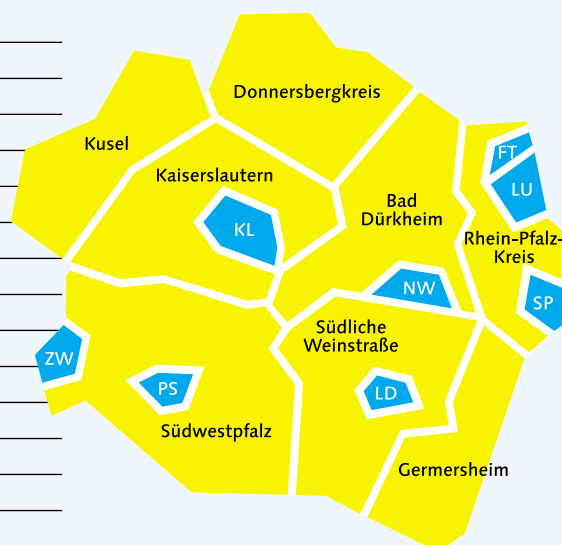 Donnersbergkreis
Kusel
Kaiserslautern
FT
LU
Bad
Dürkheim
KL
Rhein-Pfalz-
Kreis
NW
SP
Südliche
Weinstraße
ZW
PS
LD
Südwestpfalz
Germersheim